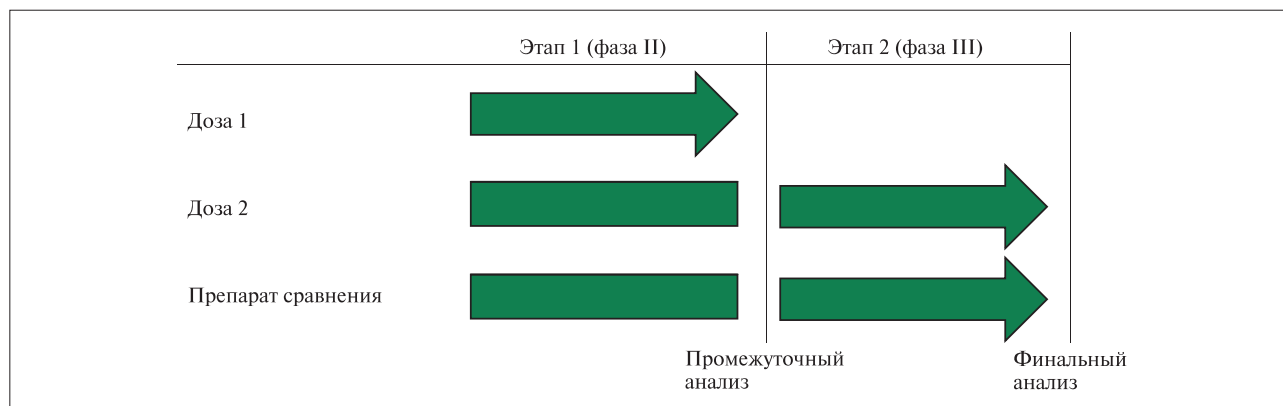 Этап 1 (фаза II)
Этап 2 (фаза III)
Доза 1
Доза 2
Препарат сравнения
Промежуточный
анализ
Финальный
анализ